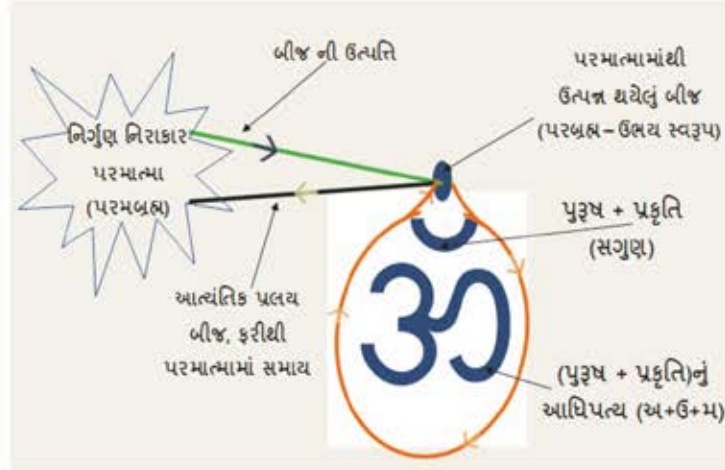 બીજ ની ઉત્પત્તિ
પરમાત્મામાંથી
ઉત્પન્ન થયેલું બીજ
(પરબ્રહ્મ – ઉભય સ્વરૂપ)
નિર્ગુણ નિરાકાર
પરમાત્મા
(પરમબ્રહ્મ)
પુરૂષ + પ્રકૃતિ
(સગુણ)
આત્યંતિક પ્રલય
બીજ, ફરીથી
પરમાત્મામાં સમાય
ॐ
(પુરૂષ + પ્રકૃતિ)નું
આધિપત્ય (અ+ઉ+મ)